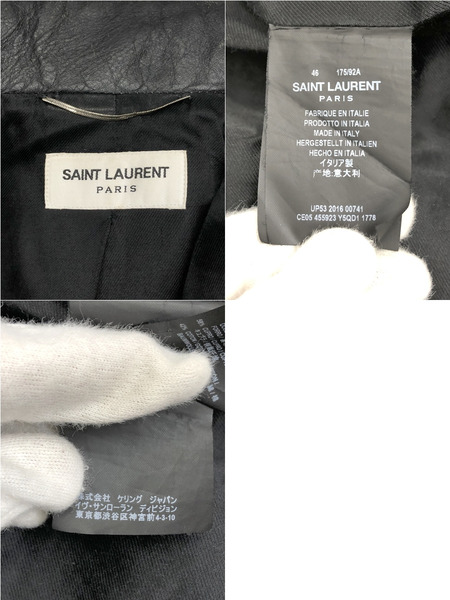 SAINT LAURENT
PARIS
46 175/92A
SAINT LAURENT
PARIS
FABRIQUE EN ITALIE
PRODOTTO IN ITALIA
MADE IN ITALY
HERGESTELLT IN ITALIEN
HECHO EN ITALIA
イタリア製
产地:意大利
UP53 2016 00741
CE05 455923 Y5QD1 1778
株式会社 ケリング ジャパン
イヴ・サンローラン ディビジョン
東京都渋谷区神宮前4-3-10